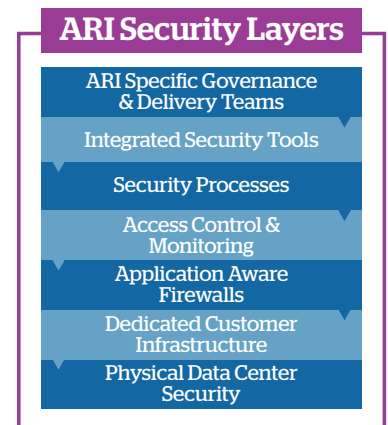 ARI Security Layers
ARI Specific Governance
& Delivery Teams
Integrated Security Tools
Security Processes
Access Control &
Monitoring
Application Aware
Firewalls
Dedicated Customer
Infrastructure
Physical Data Center
Security